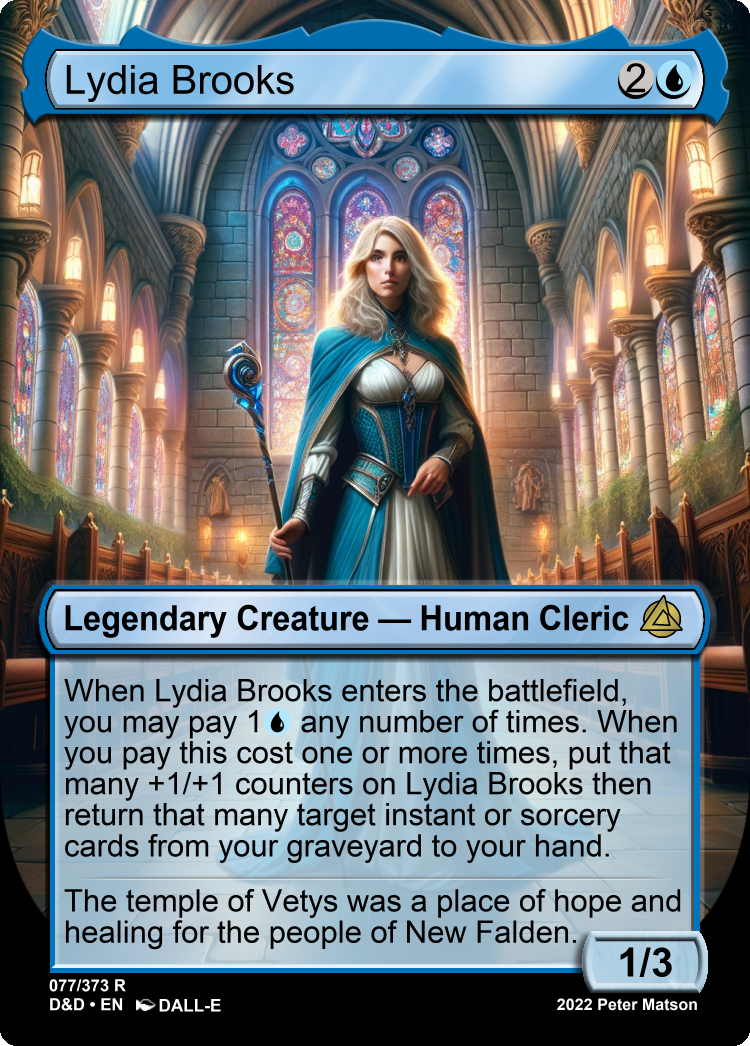 Lydia Brooks 2
Legendary Creature — Human Cleric
When Lydia Brooks enters the battlefield,
you may pay 1 any number of times. When
you pay this cost one or more times, put that
many +1/+1 counters on Lydia Brooks then
return that many target instant or sorcery
cards from your graveyard to your hand.
The temple of Vetys was a place of hope and
healing for the people of New Falden.
1/3
077/373 R
D&D • EN DALL-E
2022 Peter Matson